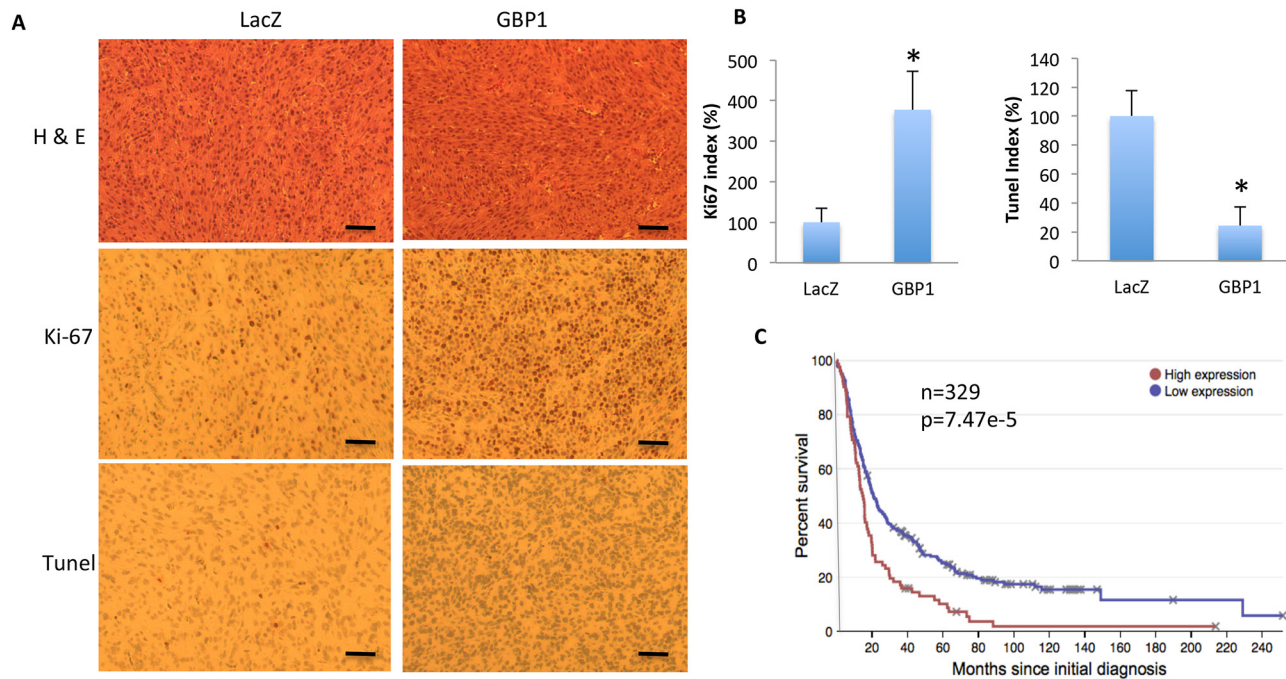 A
LacZ
GBP1
H & E
Ki-67
Tunel
B
Ki67 index (%)
500
400
300
200
100
0
*
LacZ
GBP1
Tunel Index (%)
140
120
100
80
60
40
20
0
*
LacZ
GBP1
C
Percent survival
100
80
60
40
20
0
n=329
p=7.47e-5
High expression
Low expression
20 40 60 80 100 120 140 160 180 200 220 240
Months since initial diagnosis